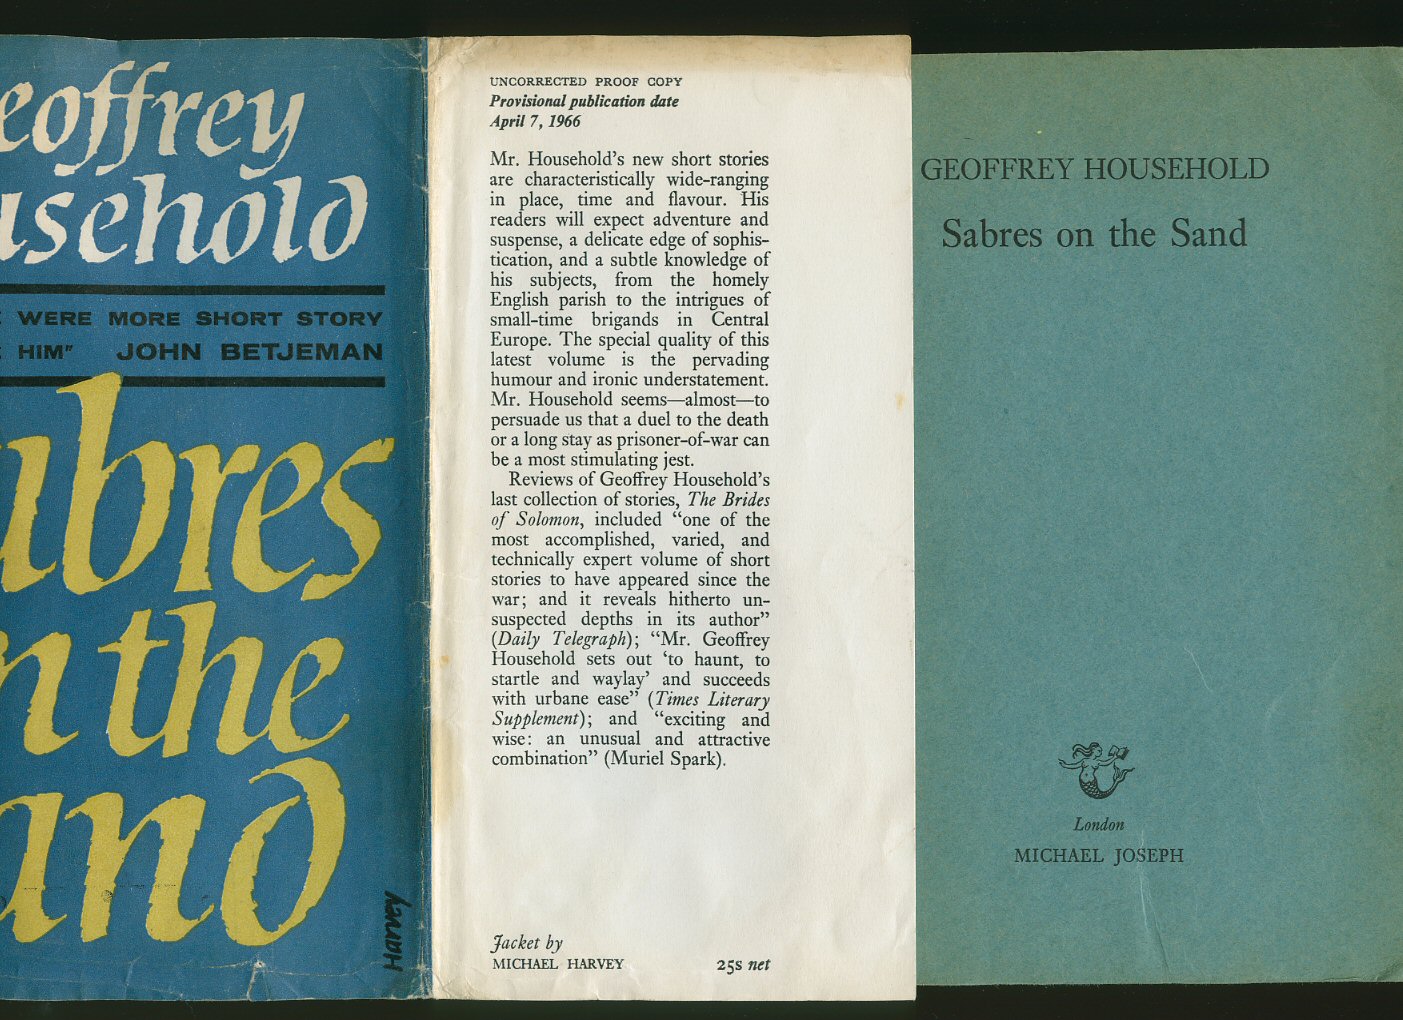 eoffrey
usehold
WERE MORE SHORT STORY
HIM" JOHN BETJEMAN
abres
n the
and
Harvey
UNCORRECTED PROOF COPY
Provisional publication date
April 7, 1966
Mr. Household's new short stories
are characteristically wide-ranging
in place, time and flavour. His
readers will expect adventure and
suspense, a delicate edge of sophis-
tication, and a subtle knowledge of
his subjects, from the homely
English parish to the intrigues of
small-time brigands in Central
Europe. The special quality of this
latest volume is the pervading
humour and ironic understatement.
Mr. Household seems—almost—to
persuade us that a duel to the death
or a long stay as prisoner-of-war can
be a most stimulating jest.
Reviews of Geoffrey Household's
last collection of stories, The Brides
of Solomon, included "one of the
most accomplished, varied, and
technically expert volume of short
stories to have appeared since the
war; and it reveals hitherto un-
suspected depths in its author"
(Daily Telegraph); "Mr. Geoffrey
Household sets out 'to haunt, to
startle and waylay' and succeeds
with urbane ease" (Times Literary
Supplement); and "exciting and
wise: an unusual and attractive
combination" (Muriel Spark).
Jacket by
MICHAEL HARVEY 25s net
GEOFFREY HOUSEHOLD
Sabres on the Sand
London
MICHAEL JOSEPH